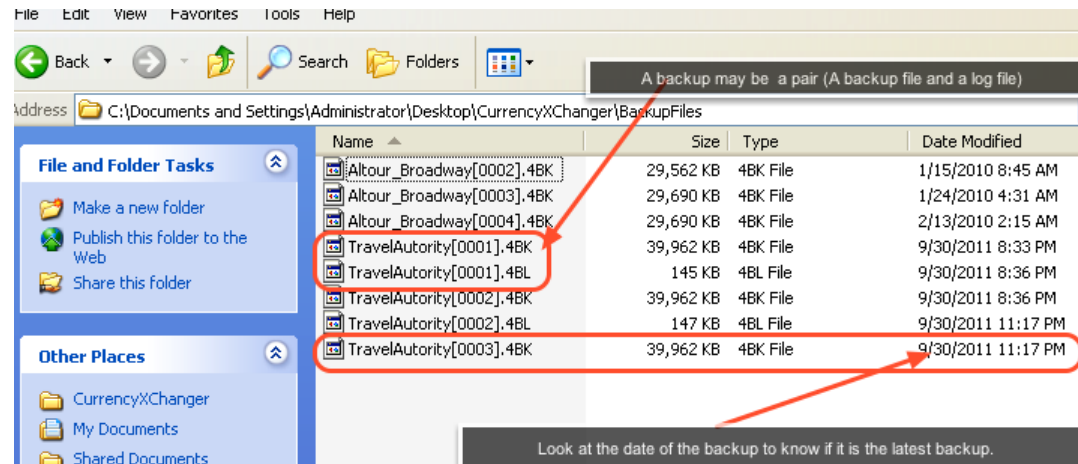 File Edit View Favorites Tools Help
Back Search Folders
A backup may be a pair (A backup file and a log file)
Address C:\Documents and Settings\Administrator\Desktop\CurrencyXChanger\BackupFiles
Name Size Type Date Modified
File and Folder Tasks
Make a new folder
Publish this folder to the
Web
Share this folder
Other Places
CurrencyXChanger
My Documents
Shared Documents
Altour_Broadway[0002].4BK 29,562 KB 4BK File 1/15/2010 8:45 AM
Altour_Broadway[0003].4BK 29,690 KB 4BK File 1/24/2010 4:31 AM
Altour_Broadway[0004].4BK 29,690 KB 4BK File 2/13/2010 2:15 AM
TravelAutority[0001].4BK 39,962 KB 4BK File 9/30/2011 8:33 PM
TravelAutority[0001].4BL 145 KB 4BL File 9/30/2011 8:36 PM
TravelAutority[0002].4BK 39,962 KB 4BK File 9/30/2011 8:36 PM
TravelAutority[0002].4BL 147 KB 4BL File 9/30/2011 11:17 PM
TravelAutority[0003].4BK 39,962 KB 4BK File 9/30/2011 11:17 PM
Look at the date of the backup to know if it is the latest backup.